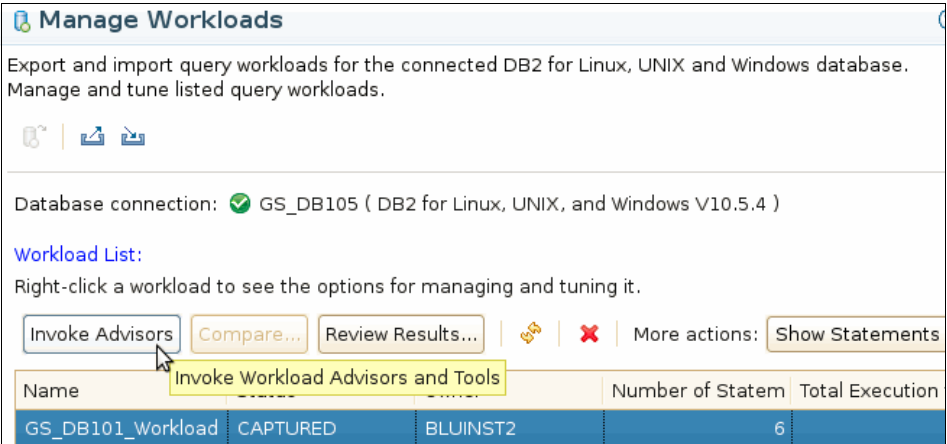 Manage Workloads
Export and import query workloads for the connected DB2 for Linux, UNIX and Windows database.
Manage and tune listed query workloads.
Database connection: GS_DB105 ( DB2 for Linux, UNIX, and Windows V10.5.4 )
Workload List:
Right-click a workload to see the options for managing and tuning it.
Invoke Advisors Compare... Review Results... More actions: Show Statements
Invoke Workload Advisors and Tools
Name Number of Statem Total Execution
GS_DB101_Workload CAPTURED BLUINST2 6